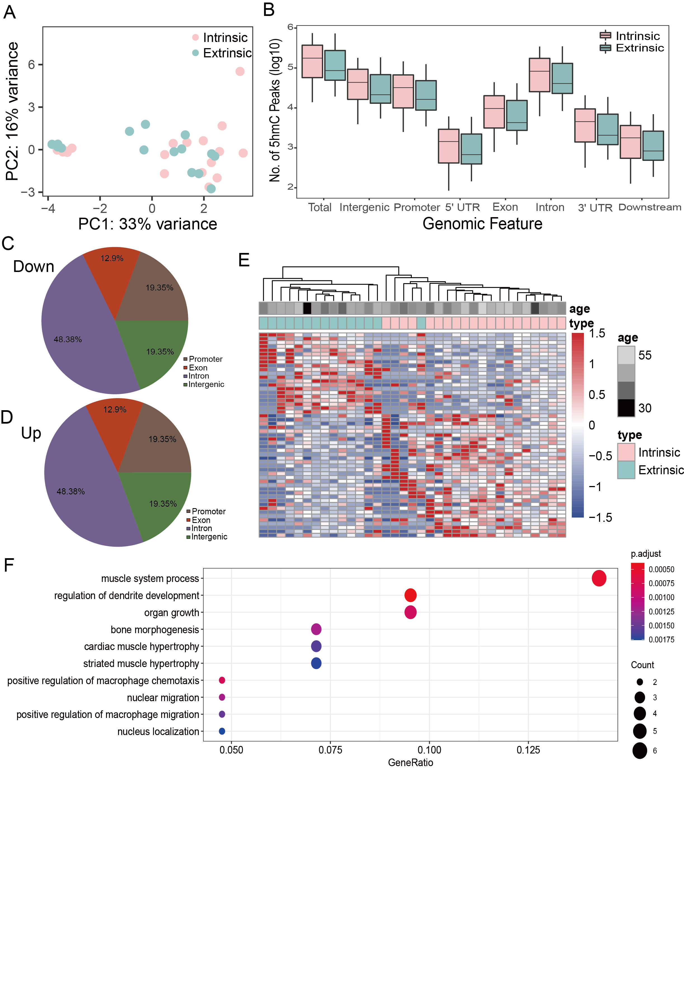 A
Intrinsic
Extrinsic
PC2: 16% variance
6
3
0
−3
−4
−2
0
2
PC1: 33% variance
B
Intrinsic
Extrinsic
No. of 5hmC Peaks (log10)
6
5
4
3
2
Total
Intergenic
Promoter
5' UTR
Exon
Intron
3' UTR
Downstream
Genomic Feature
C
Down
12.9%
19.35%
48.38%
19.35%
Promoter
Exon
Intron
Intergenic
D
Up
12.9%
19.35%
48.38%
19.35%
Promoter
Exon
Intron
Intergenic
E
age
type
1.5
1
0.5
0
−0.5
−1
−1.5
age
55
30
type
Intrinsic
Extrinsic
F
muscle system process
regulation of dendrite development
organ growth
bone morphogenesis
cardiac muscle hypertrophy
striated muscle hypertrophy
positive regulation of macrophage chemotaxis
nuclear migration
positive regulation of macrophage migration
nucleus localization
0.050
0.075
0.100
0.125
GeneRatio
p.adjust
0.00050
0.00075
0.00100
0.00125
0.00150
0.00175
Count
2
3
4
5
6